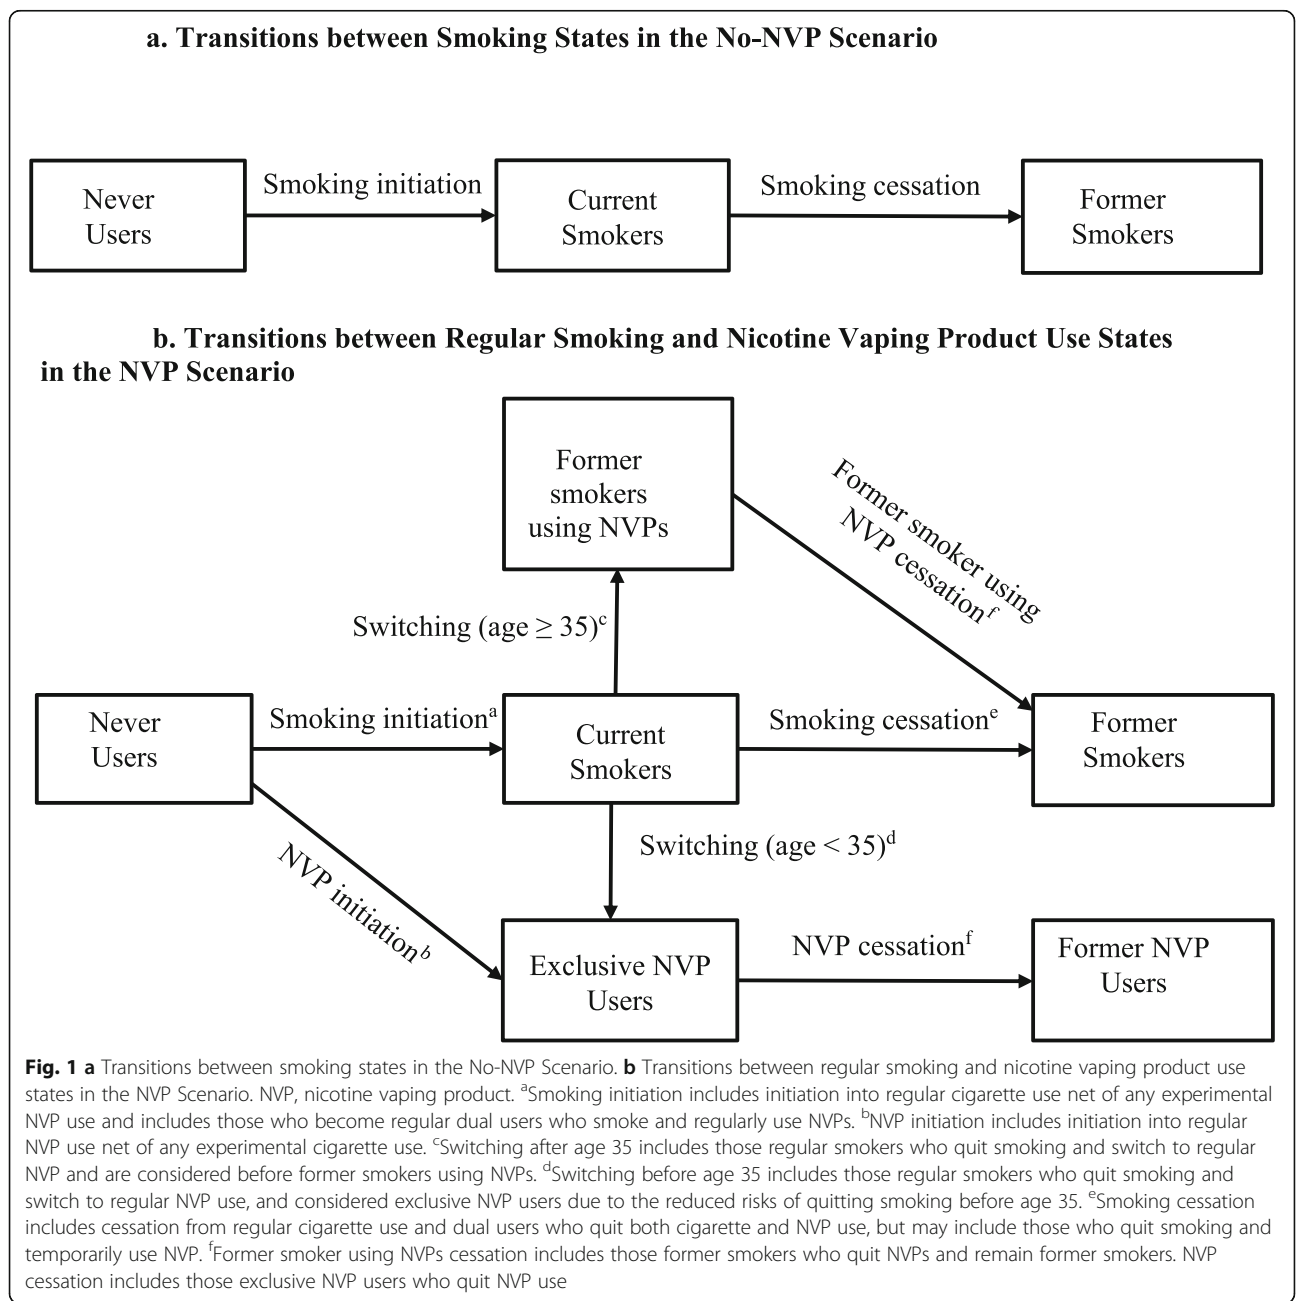 a. Transitions between Smoking States in the No-NVP Scenario
Never
Users
Smoking initiation
Current
Smokers
Smoking cessation
Former
Smokers
b. Transitions between Regular Smoking and Nicotine Vaping Product Use States
in the NVP Scenario
Former
smokers
using NVPs
Former smoker using
NVP cessationᶠ
Switching (age ≥ 35)ᶜ
Never
Users
Smoking initiationᵃ
Current
Smokers
Smoking cessationᵉ
Former
Smokers
Switching (age < 35)ᵈ
NVP initiationᵇ
Exclusive NVP
Users
NVP cessationᶠ
Former NVP
Users
Fig. 1 a Transitions between smoking states in the No-NVP Scenario. b Transitions between regular smoking and nicotine vaping product use
states in the NVP Scenario. NVP, nicotine vaping product. ᵃSmoking initiation includes initiation into regular cigarette use net of any experimental
NVP use and includes those who become regular dual users who smoke and regularly use NVPs. ᵇNVP initiation includes initiation into regular
NVP use net of any experimental cigarette use. ᶜSwitching after age 35 includes those regular smokers who quit smoking and switch to regular
NVP and are considered before former smokers using NVPs. ᵈSwitching before age 35 includes those regular smokers who quit smoking and
switch to regular NVP use, and considered exclusive NVP users due to the reduced risks of quitting smoking before age 35. ᵉSmoking cessation
includes cessation from regular cigarette use and dual users who quit both cigarette and NVP use, but may include those who quit smoking and
temporarily use NVP. ᶠFormer smoker using NVPs cessation includes those former smokers who quit NVPs and remain former smokers. NVP
cessation includes those exclusive NVP users who quit NVP use